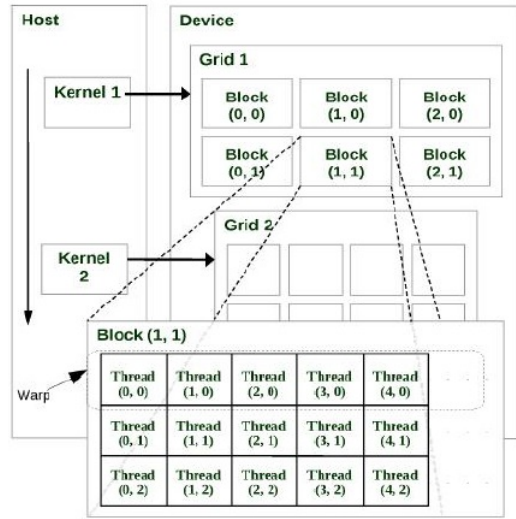 Host
Device
Grid 1
Kernel 1
Block
(0, 0)
Block
(1, 0)
Block
(2, 0)
Block
(0, 1)
Block
(1, 1)
Block
(2, 1)
Grid 2
Kernel
2
Block (1, 1)
Warp
Thread
(0, 0)
Thread
(1, 0)
Thread
(2, 0)
Thread
(3, 0)
Thread
(4, 0)
Thread
(0, 1)
Thread
(1, 1)
Thread
(2, 1)
Thread
(3, 1)
Thread
(4, 1)
Thread
(0, 2)
Thread
(1, 2)
Thread
(2, 2)
Thread
(3, 2)
Thread
(4, 2)